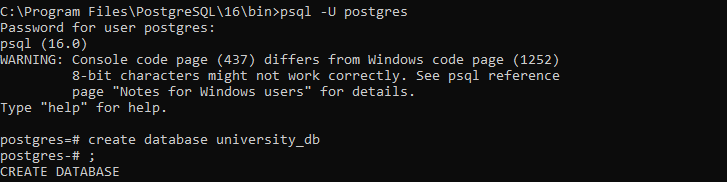 C:\Program Files\PostgreSQL\16\bin>psql -U postgres
Password for user postgres:
psql (16.0)
WARNING: Console code page (437) differs from Windows code page (1252)
         8-bit characters might not work correctly. See psql reference
         page "Notes for Windows users" for details.
Type "help" for help.
postgres=# create database university_db
postgres-# ;
CREATE DATABASE